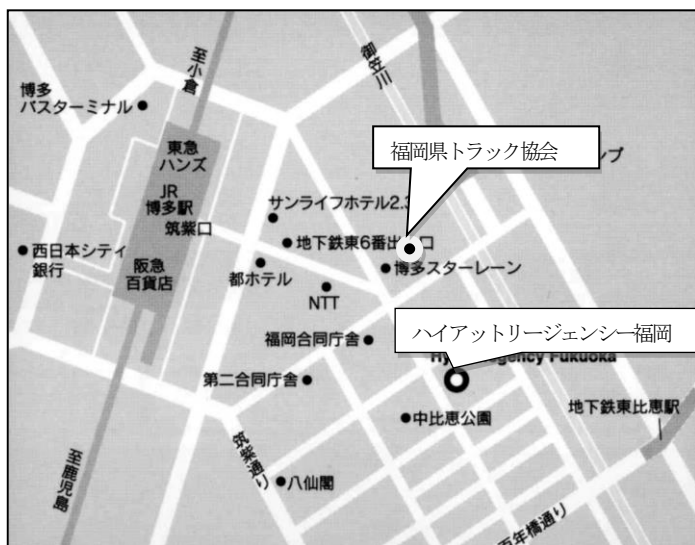 至小倉
御笠川
博多
バスターミナル
福岡県トラック協会
東急
ハンズ
JR
博多駅
筑紫口
サンライフホテル2.3
地下鉄東6番出口
西日本シティ
銀行
阪急
百貨店
都ホテル
博多スターレーン
NTT
ハイアットリージェンシー福岡
福岡合同庁舎
Fukuoka
第二合同庁舎
中比恵公園
地下鉄東比恵駅
筑紫通り
八仙閣
至鹿児島
百年橋通り